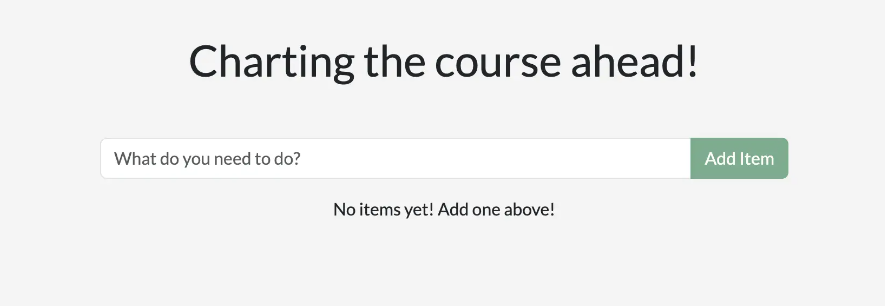 Charting the course ahead!
What do you need to do?
Add Item
No items yet! Add one above!